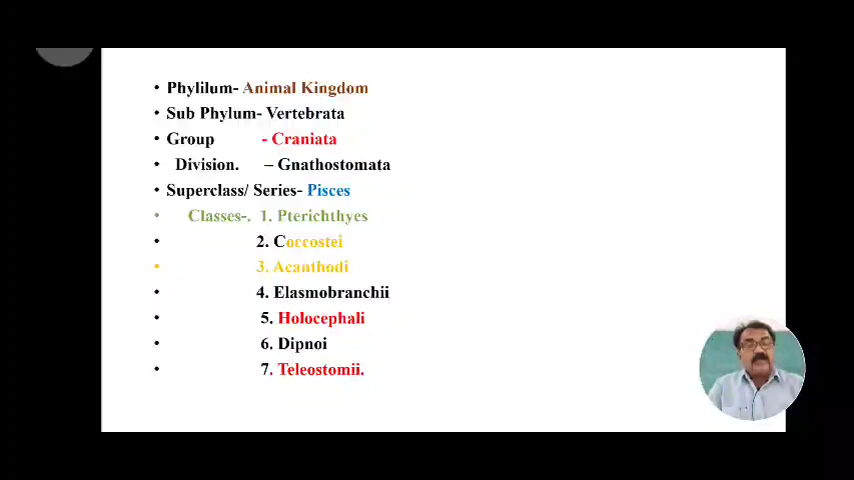 • Phylilum- Animal Kingdom
• Sub Phylum- Vertebrata
• Group - Craniata
• Division. – Gnathostomata
• Superclass/ Series- Pisces
• Classes-. 1. Pterichthyes
• 2. Coccostei
• 3. Acanthodi
• 4. Elasmobranchii
• 5. Holocephali
• 6. Dipnoi
• 7. Teleostomii.